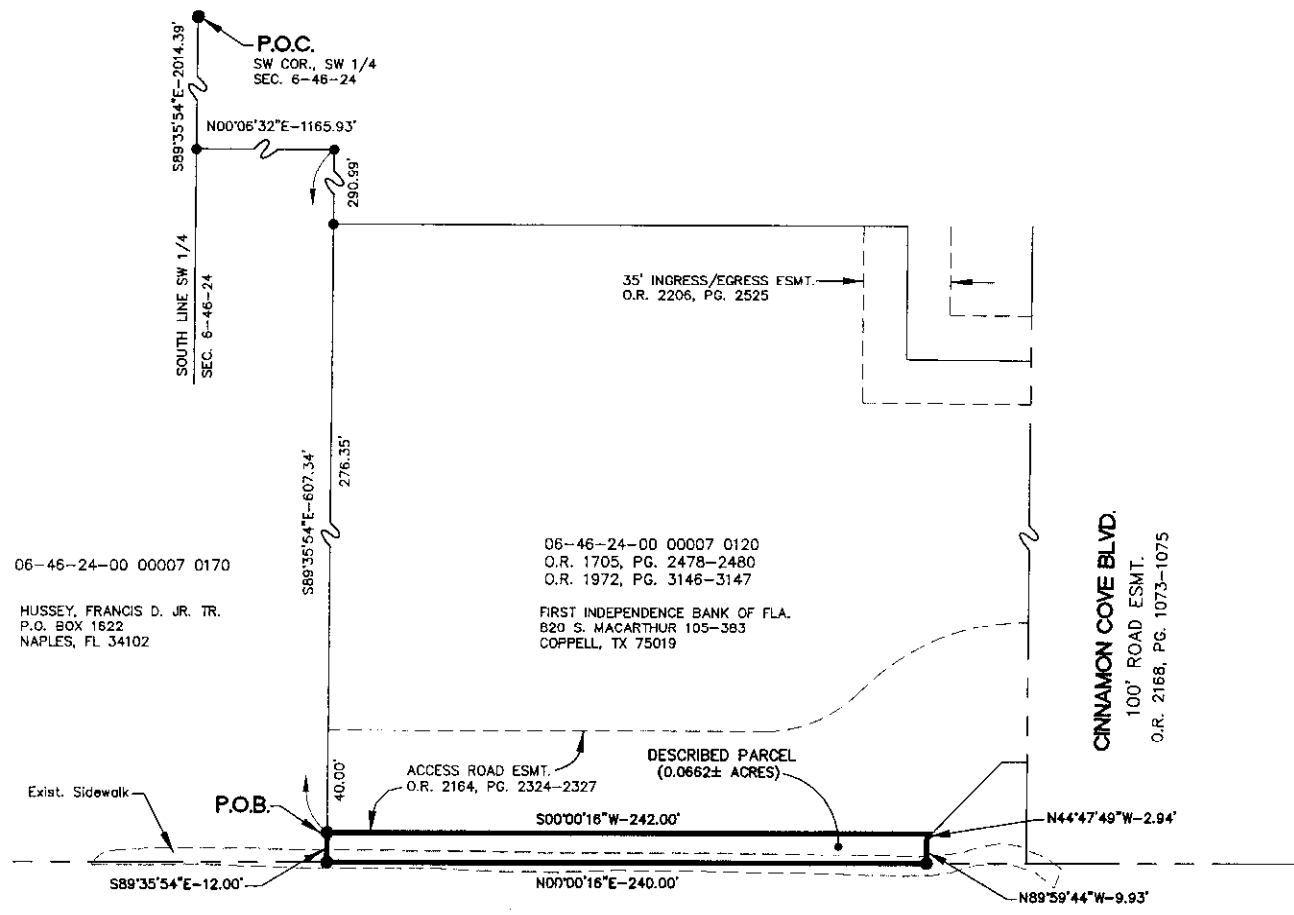 P.O.C.
SW COR., SW 1/4
SEC. 6-46-24
S89°35'54"E-2014.39'
N00°06'32"E-1165.93'
290.99'
SOUTH LINE SW 1/4
SEC. 6-46-24
35' INGRESS/EGRESS ESMT.
O.R. 2206, PG. 2525
S89°35'54"E-607.34'
276.35'
06-46-24-00 00007 0170
HUSSEY, FRANCIS D. JR. TR.
P.O. BOX 1622
NAPLES, FL 34102
06-46-24-00 00007 0120
O.R. 1705, PG. 2478-2480
O.R. 1972, PG. 3146-3147
FIRST INDEPENDENCE BANK OF FLA.
820 S. MACARTHUR 105-383
COPPELL, TX 75019
CINNAMON COVE BLVD.
100' ROAD ESMT.
O.R. 2168, PG. 1073-1075
40.00'
ACCESS ROAD ESMT.
O.R. 2164, PG. 2324-2327
DESCRIBED PARCEL
(0.0662± ACRES)
Exist. Sidewalk
P.O.B.
S00°00'16"W-242.00'
N44°47'49"W-2.94'
S89°35'54"E-12.00'
N00°00'16"E-240.00'
N89°59'44"W-9.93'